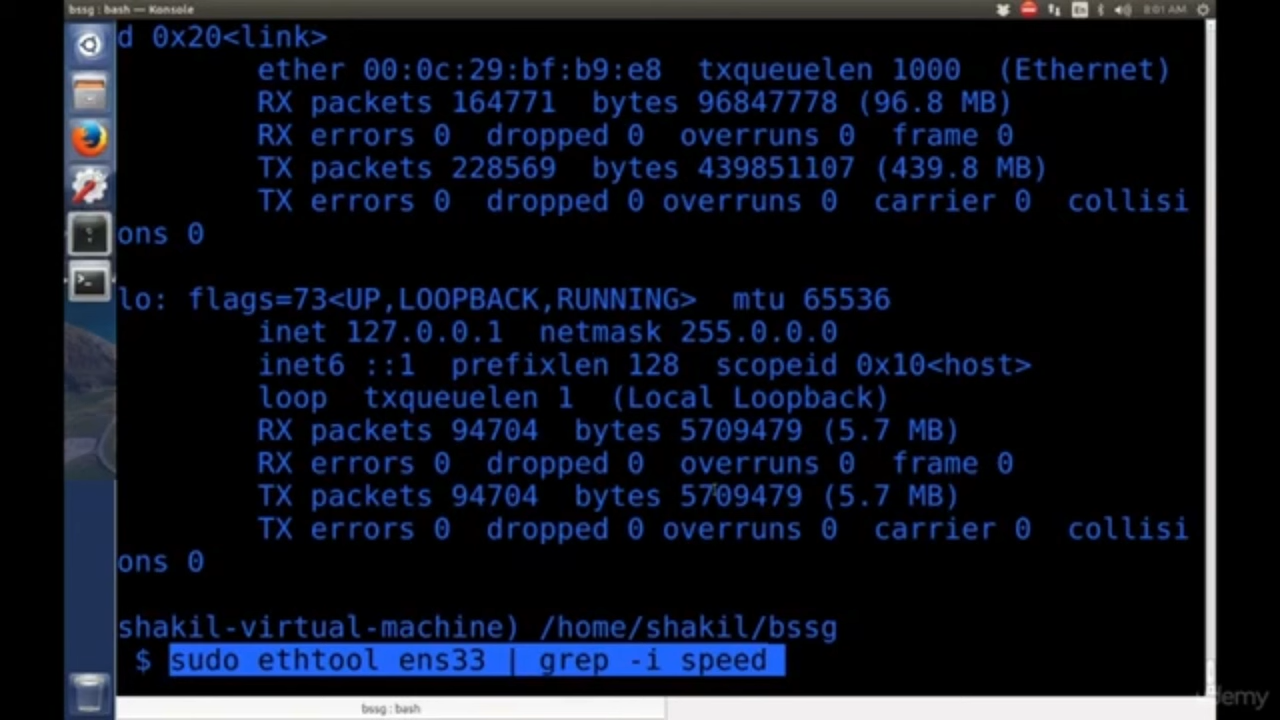 bssg : bash — Konsole
En
8:01 AM
d 0x20<link>
ether 00:0c:29:bf:b9:e8 txqueuelen 1000 (Ethernet)
RX packets 164771 bytes 96847778 (96.8 MB)
RX errors 0 dropped 0 overruns 0 frame 0
TX packets 228569 bytes 439851107 (439.8 MB)
TX errors 0 dropped 0 overruns 0 carrier 0 collisi
ons 0
lo: flags=73<UP,LOOPBACK,RUNNING> mtu 65536
inet 127.0.0.1 netmask 255.0.0.0
inet6 ::1 prefixlen 128 scopeid 0x10<host>
loop txqueuelen 1 (Local Loopback)
RX packets 94704 bytes 5709479 (5.7 MB)
RX errors 0 dropped 0 overruns 0 frame 0
TX packets 94704 bytes 5709479 (5.7 MB)
TX errors 0 dropped 0 overruns 0 carrier 0 collisi
ons 0
shakil-virtual-machine) /home/shakil/bssg
$ sudo ethtool ens33 | grep -i speed
bssg : bash
udemy